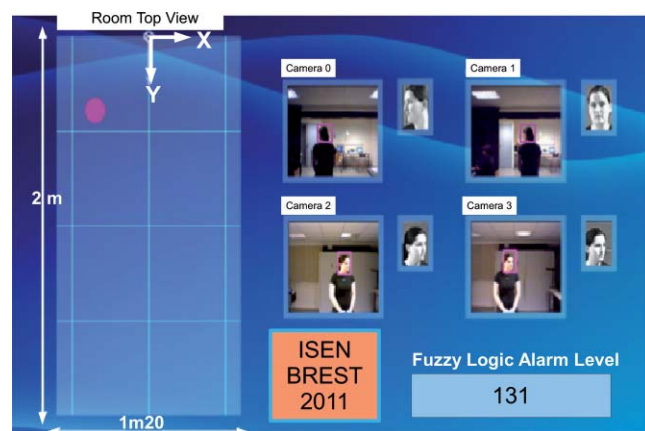 Room Top View
X
Y
2 m
1m20
Camera 0
Camera 1
Camera 2
Camera 3
ISEN
BREST
2011
Fuzzy Logic Alarm Level
131